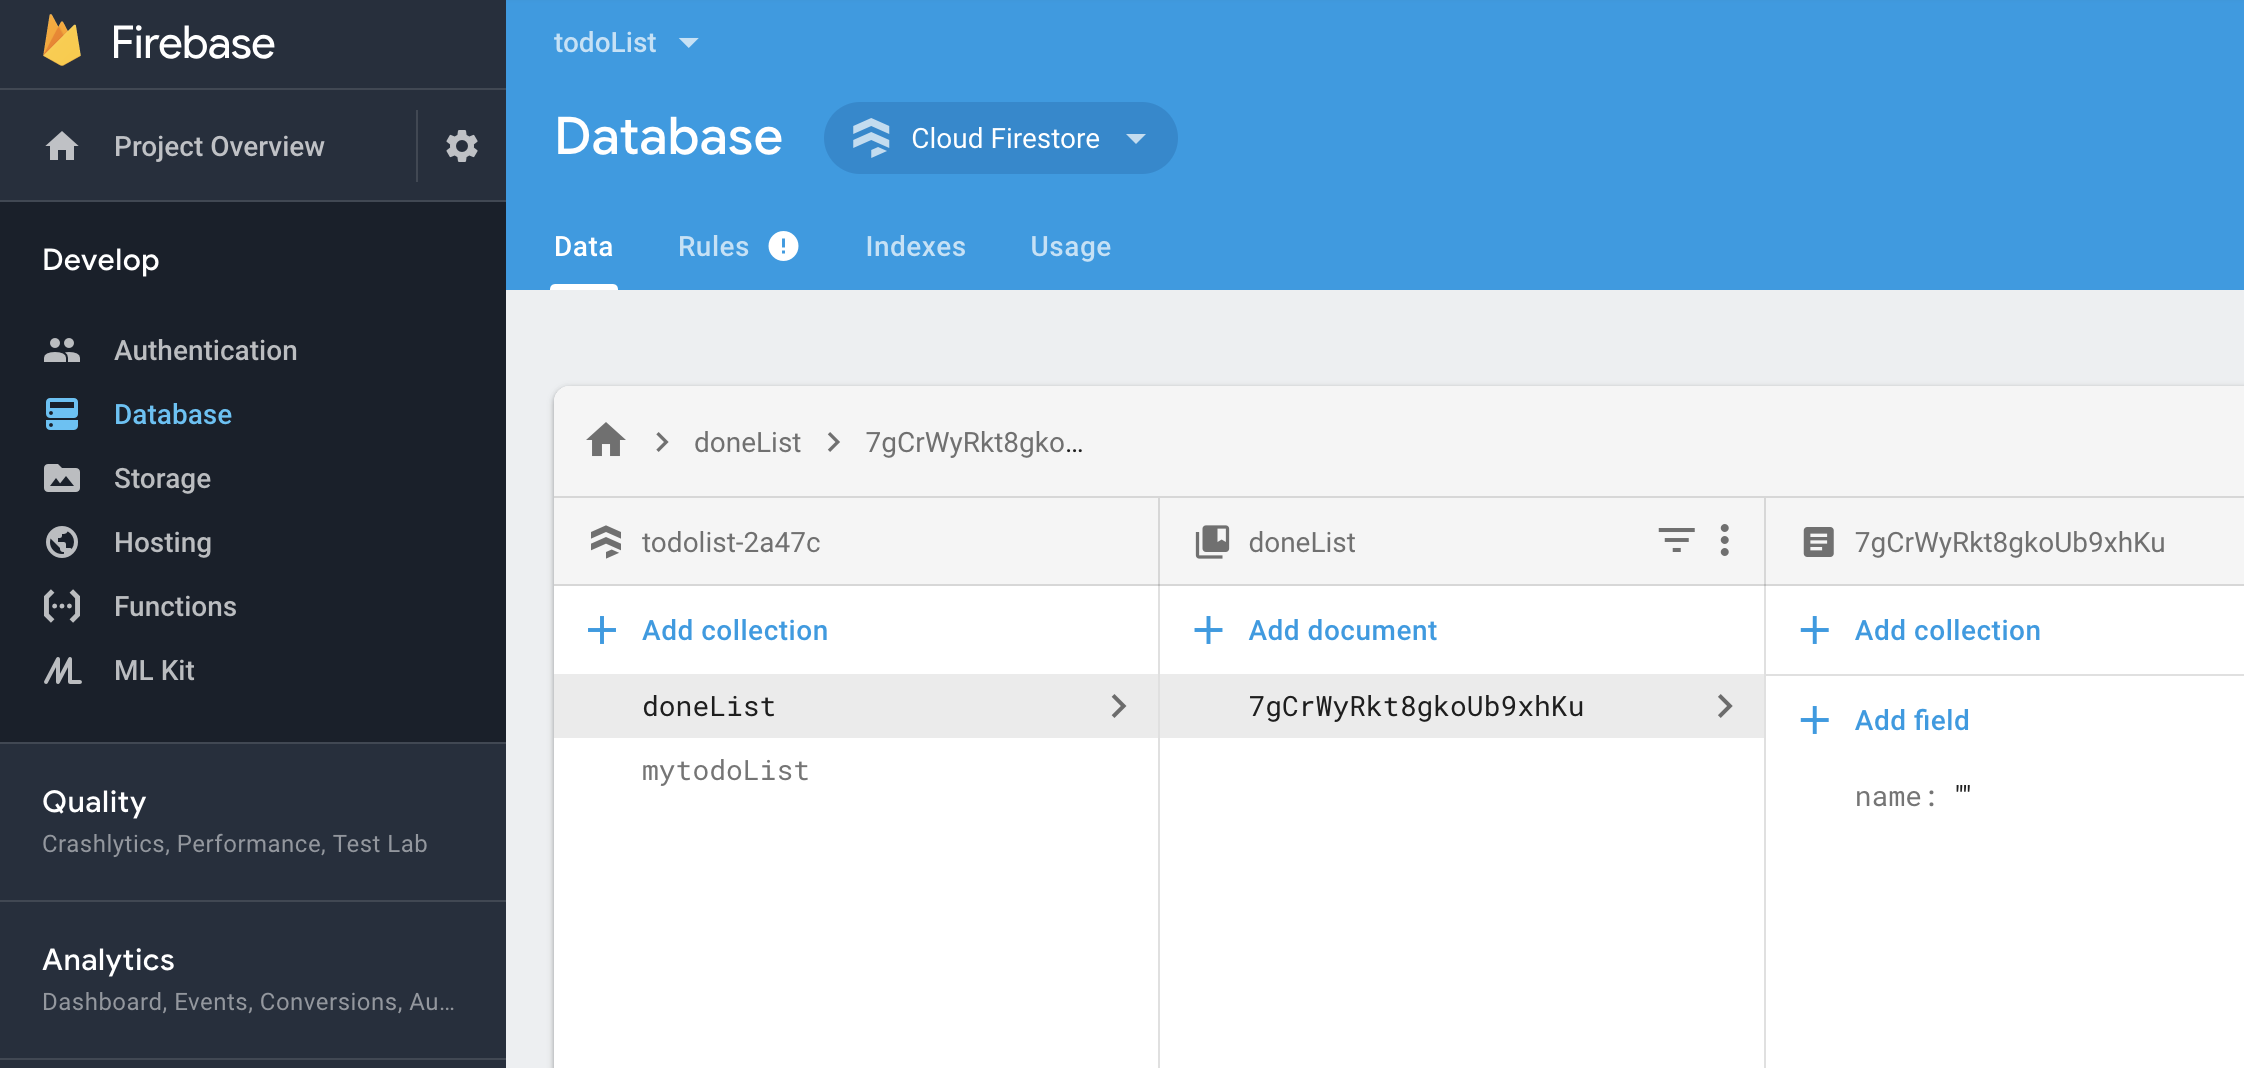 Firebase
Project Overview
Develop
Authentication
Database
Storage
Hosting
Functions
ML Kit
Quality
Crashlytics, Performance, Test Lab
Analytics
Dashboard, Events, Conversions, Au...
todoList
Database Cloud Firestore
Data Rules Indexes Usage
doneList 7gCrWyRkt8gko...
todolist-2a47c doneList 7gCrWyRkt8gkoUb9xhKu
Add collection Add document Add collection
doneList 7gCrWyRkt8gkoUb9xhKu Add field
mytodoList name: ""